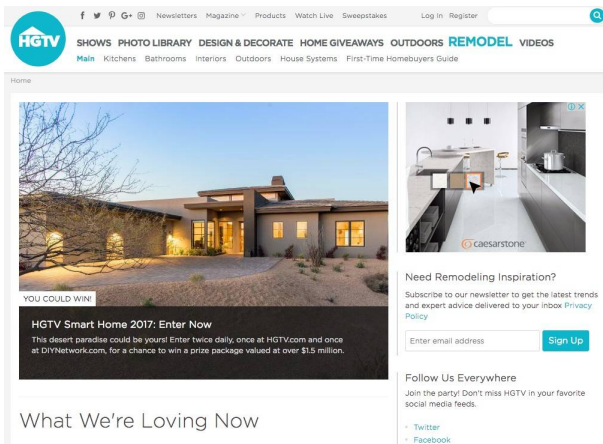 Newsletters Magazine Products Watch Live Sweepstakes Log In Register
HGTV
SHOWS PHOTO LIBRARY DESIGN & DECORATE HOME GIVEAWAYS OUTDOORS REMODEL VIDEOS
Main Kitchens Bathrooms Interiors Outdoors House Systems First-Time Homebuyers Guide
Home
YOU COULD WIN!
HGTV Smart Home 2017: Enter Now
This desert paradise could be yours! Enter twice daily, once at HGTV.com and once
at DIYNetwork.com, for a chance to win a prize package valued at over $1.5 million.
What We're Loving Now
caesarstone
Need Remodeling Inspiration?
Subscribe to our newsletter to get the latest trends
and expert advice delivered to your inbox Privacy
Policy
Enter email address Sign Up
Follow Us Everywhere
Join the party! Don't miss HGTV in your favorite
social media feeds.
Twitter
Facebook